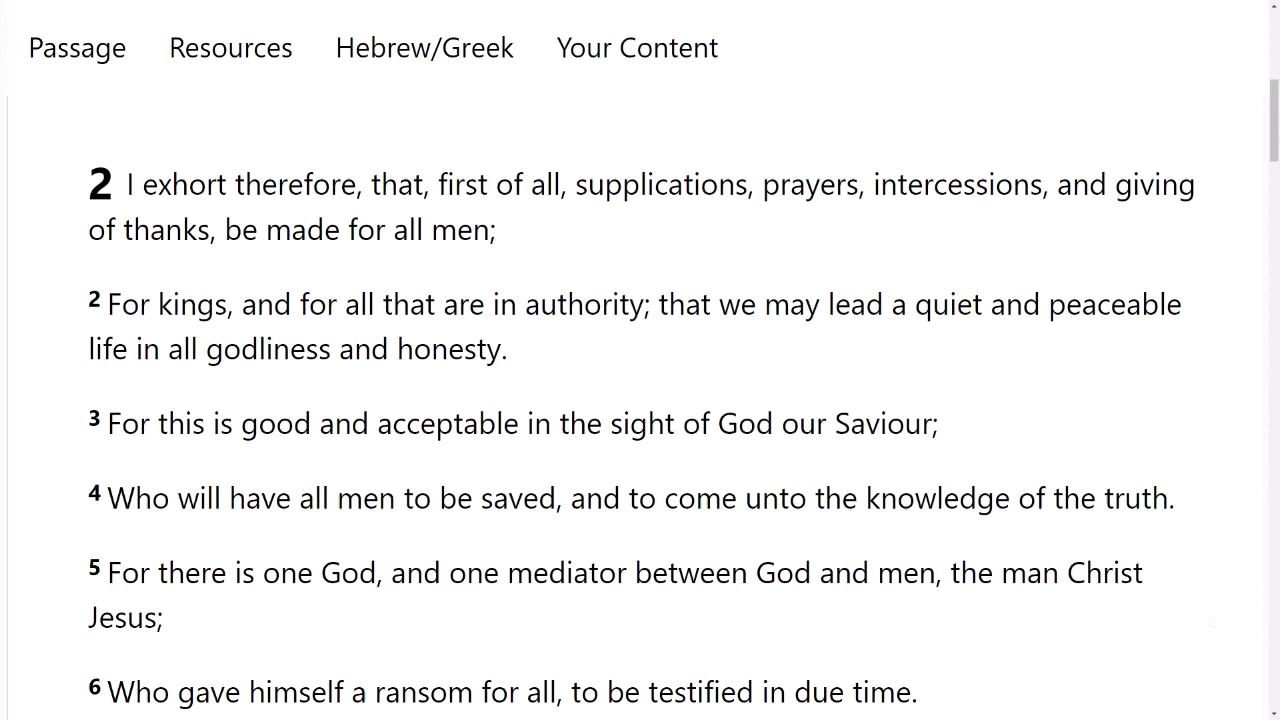 Passage Resources Hebrew/Greek Your Content
2 I exhort therefore, that, first of all, supplications, prayers, intercessions, and giving
of thanks, be made for all men;
2 For kings, and for all that are in authority; that we may lead a quiet and peaceable
life in all godliness and honesty.
3 For this is good and acceptable in the sight of God our Saviour;
4 Who will have all men to be saved, and to come unto the knowledge of the truth.
5 For there is one God, and one mediator between God and men, the man Christ
Jesus;
6 Who gave himself a ransom for all, to be testified in due time.